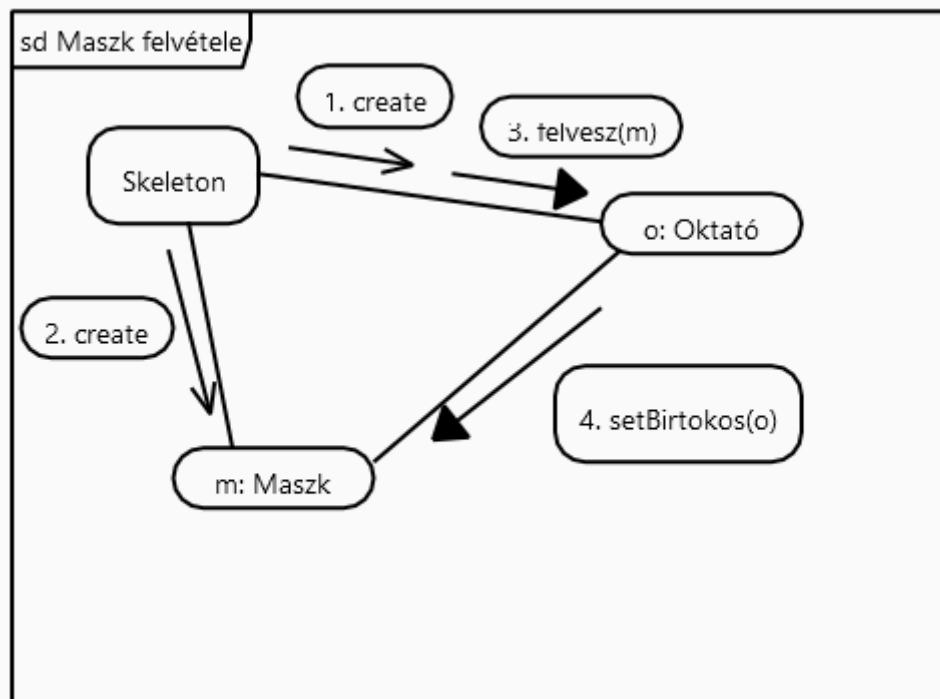 sd Maszk felvétele
1. create
3. felvesz(m)
Skeleton
o: Oktató
2. create
4. setBirtokos(o)
m: Maszk